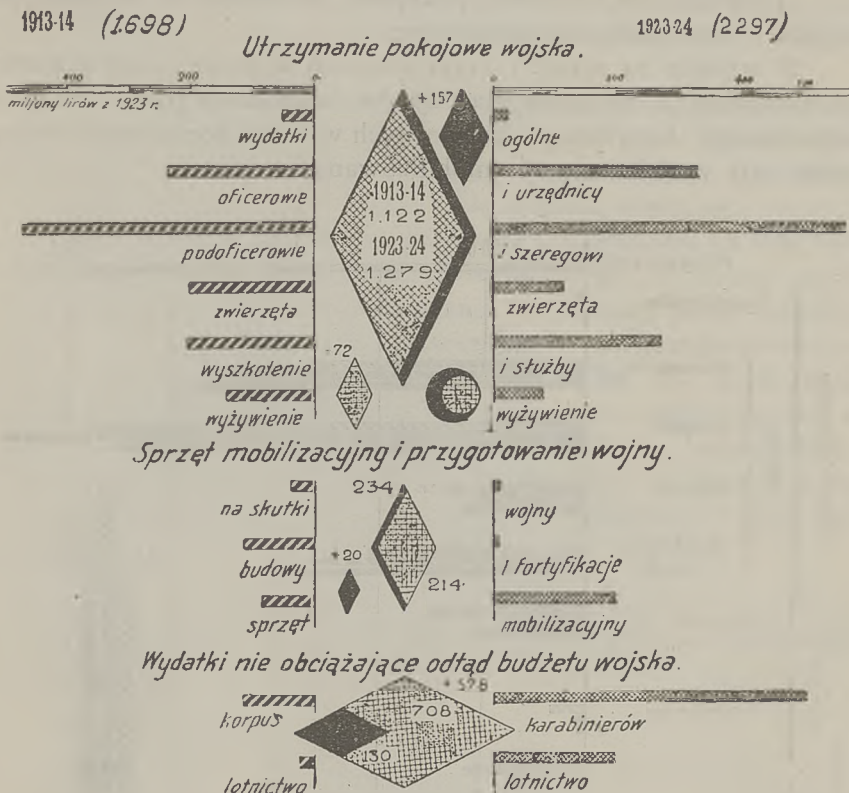 1913-14 (1.698)
1923-24 (2297)
Utrzymanie pokojowe wojska.
400 200 0
0 400
miljony lirów z 1923 r.
+157
wydatki ogólne
oficerowie i urzędnicy
1913-14
1.122
1923-24
1.279
podoficerowie i szeregowi
zwierzęta zwierzęta
-72
wyszkolenie i służby
wyżywienie wyżywienie
Sprzęt mobilizacyjny i przygotowanie wojny.
234
na skutki wojny
+20
budowy i fortyfikacje
214
sprzęt mobilizacyjny
Wydatki nie obciążające odtąd budżetu wojska.
+578
708
korpus karabinierów
130
lotnictwo lotnictwo